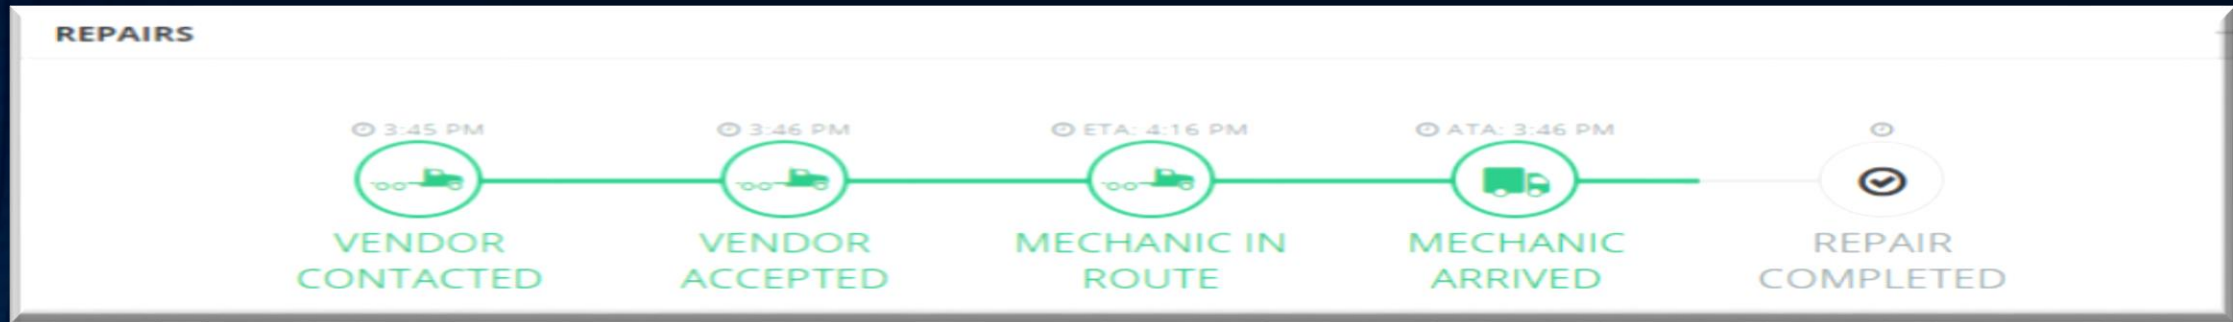 REPAIRS
3:45 PM
VENDOR
CONTACTED
3:46 PM
VENDOR
ACCEPTED
ETA: 4:16 PM
MECHANIC IN
ROUTE
ATA: 3:46 PM
MECHANIC
ARRIVED
REPAIR
COMPLETED